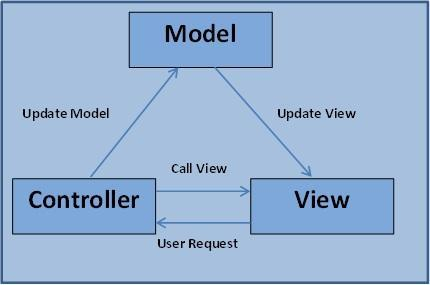 Model
Update Model
Update View
Call View
Controller
View
User Request